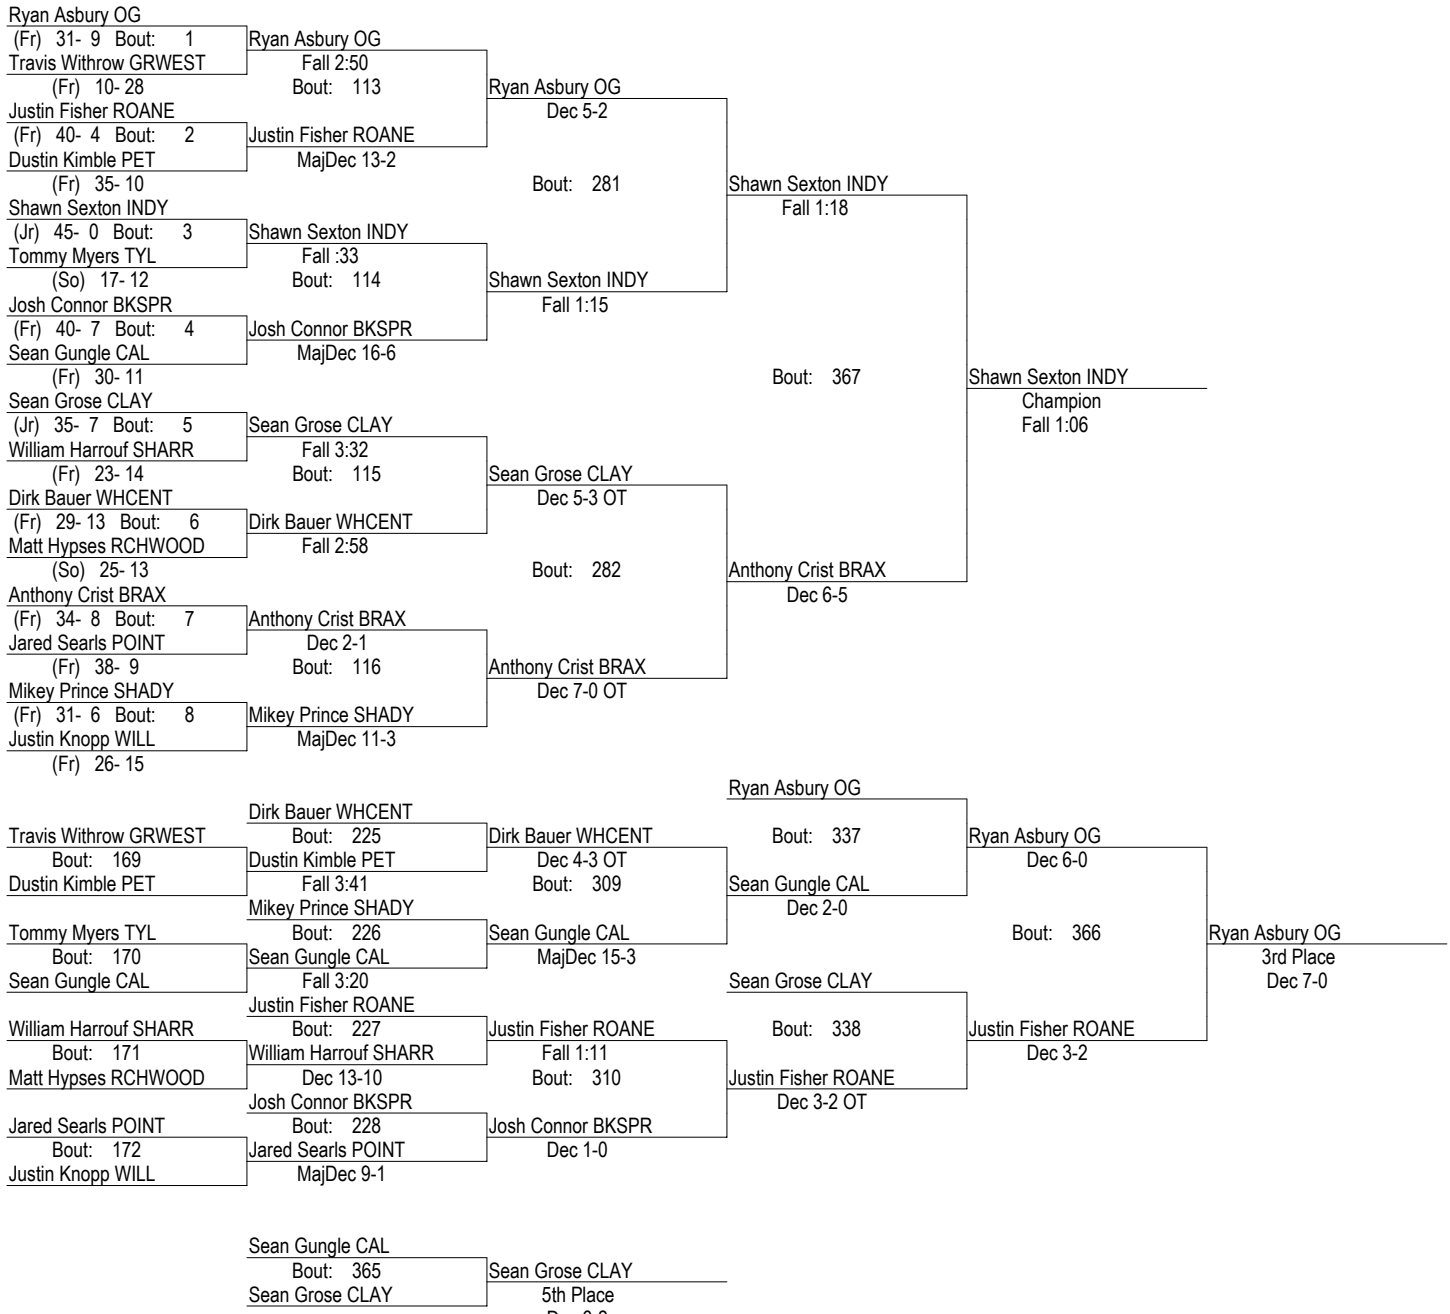 Ryan Asbury OG
(Fr) 31- 9 Bout: 1 Ryan Asbury OG
Travis Withrow GRWEST Fall 2:50
(Fr) 10- 28 Bout: 113 Ryan Asbury OG
Justin Fisher ROANE Dec 5-2
(Fr) 40- 4 Bout: 2 Justin Fisher ROANE
Dustin Kimble PET MajDec 13-2
(Fr) 35- 10 Bout: 281 Shawn Sexton INDY
Shawn Sexton INDY Fall 1:18
(Jr) 45- 0 Bout: 3 Shawn Sexton INDY
Tommy Myers TYL Fall :33
(So) 17- 12 Bout: 114 Shawn Sexton INDY
Josh Connor BKSPR Fall 1:15
(Fr) 40- 7 Bout: 4 Josh Connor BKSPR
Sean Gungle CAL MajDec 16-6
(Fr) 30- 11 Bout: 367 Shawn Sexton INDY
Sean Grose CLAY Champion
(Jr) 35- 7 Bout: 5 Sean Grose CLAY Fall 1:06
William Harrouf SHARR Fall 3:32
(Fr) 23- 14 Bout: 115 Sean Grose CLAY
Dirk Bauer WHCENT Dec 5-3 OT
(Fr) 29- 13 Bout: 6 Dirk Bauer WHCENT
Matt Hypses RCHWOOD Fall 2:58
(So) 25- 13 Bout: 282 Anthony Crist BRAX
Anthony Crist BRAX Dec 6-5
(Fr) 34- 8 Bout: 7 Anthony Crist BRAX
Jared Searls POINT Dec 2-1
(Fr) 38- 9 Bout: 116 Anthony Crist BRAX
Mikey Prince SHADY Dec 7-0 OT
(Fr) 31- 6 Bout: 8 Mikey Prince SHADY
Justin Knopp WILL MajDec 11-3
(Fr) 26- 15
Ryan Asbury OG
Dirk Bauer WHCENT
Travis Withrow GRWEST Bout: 225 Dirk Bauer WHCENT Bout: 337 Ryan Asbury OG
Bout: 169 Dustin Kimble PET Dec 4-3 OT Dec 6-0
Dustin Kimble PET Fall 3:41 Bout: 309 Sean Gungle CAL
Mikey Prince SHADY Dec 2-0
Tommy Myers TYL Bout: 226 Sean Gungle CAL Bout: 366 Ryan Asbury OG
Bout: 170 Sean Gungle CAL MajDec 15-3 3rd Place
Sean Gungle CAL Fall 3:20 Sean Grose CLAY Dec 7-0
Justin Fisher ROANE
William Harrouf SHARR Bout: 227 Justin Fisher ROANE Bout: 338 Justin Fisher ROANE
Bout: 171 William Harrouf SHARR Fall 1:11 Dec 3-2
Matt Hypses RCHWOOD Dec 13-10 Bout: 310 Justin Fisher ROANE
Josh Connor BKSPR Dec 3-2 OT
Jared Searls POINT Bout: 228 Josh Connor BKSPR
Bout: 172 Jared Searls POINT Dec 1-0
Justin Knopp WILL MajDec 9-1
Sean Gungle CAL
Bout: 365 Sean Grose CLAY
Sean Grose CLAY 5th Place